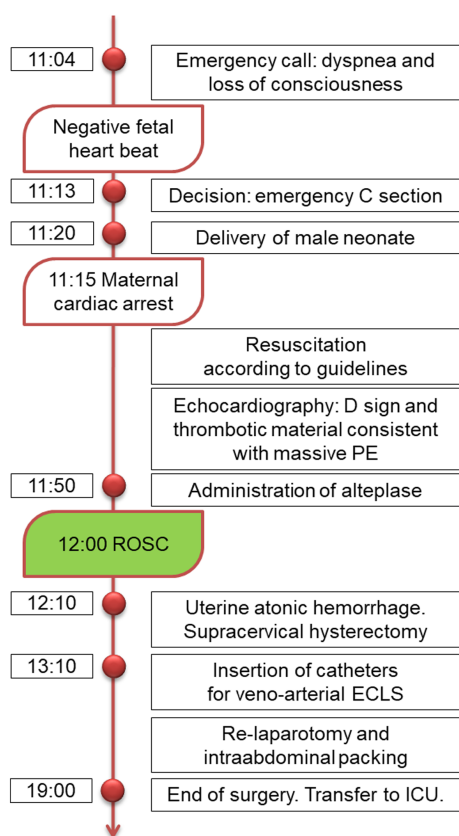 11:04
Emergency call: dyspnea and
loss of consciousness
Negative fetal
heart beat
11:13
Decision: emergency C section
11:20
Delivery of male neonate
11:15 Maternal
cardiac arrest
Resuscitation
according to guidelines
Echocardiography: D sign and
thrombotic material consistent
with massive PE
11:50
Administration of alteplase
12:00 ROSC
12:10
Uterine atonic hemorrhage.
Supracervical hysterectomy
13:10
Insertion of catheters
for veno-arterial ECLS
Re-laparotomy and
intraabdominal packing
19:00
End of surgery. Transfer to ICU.